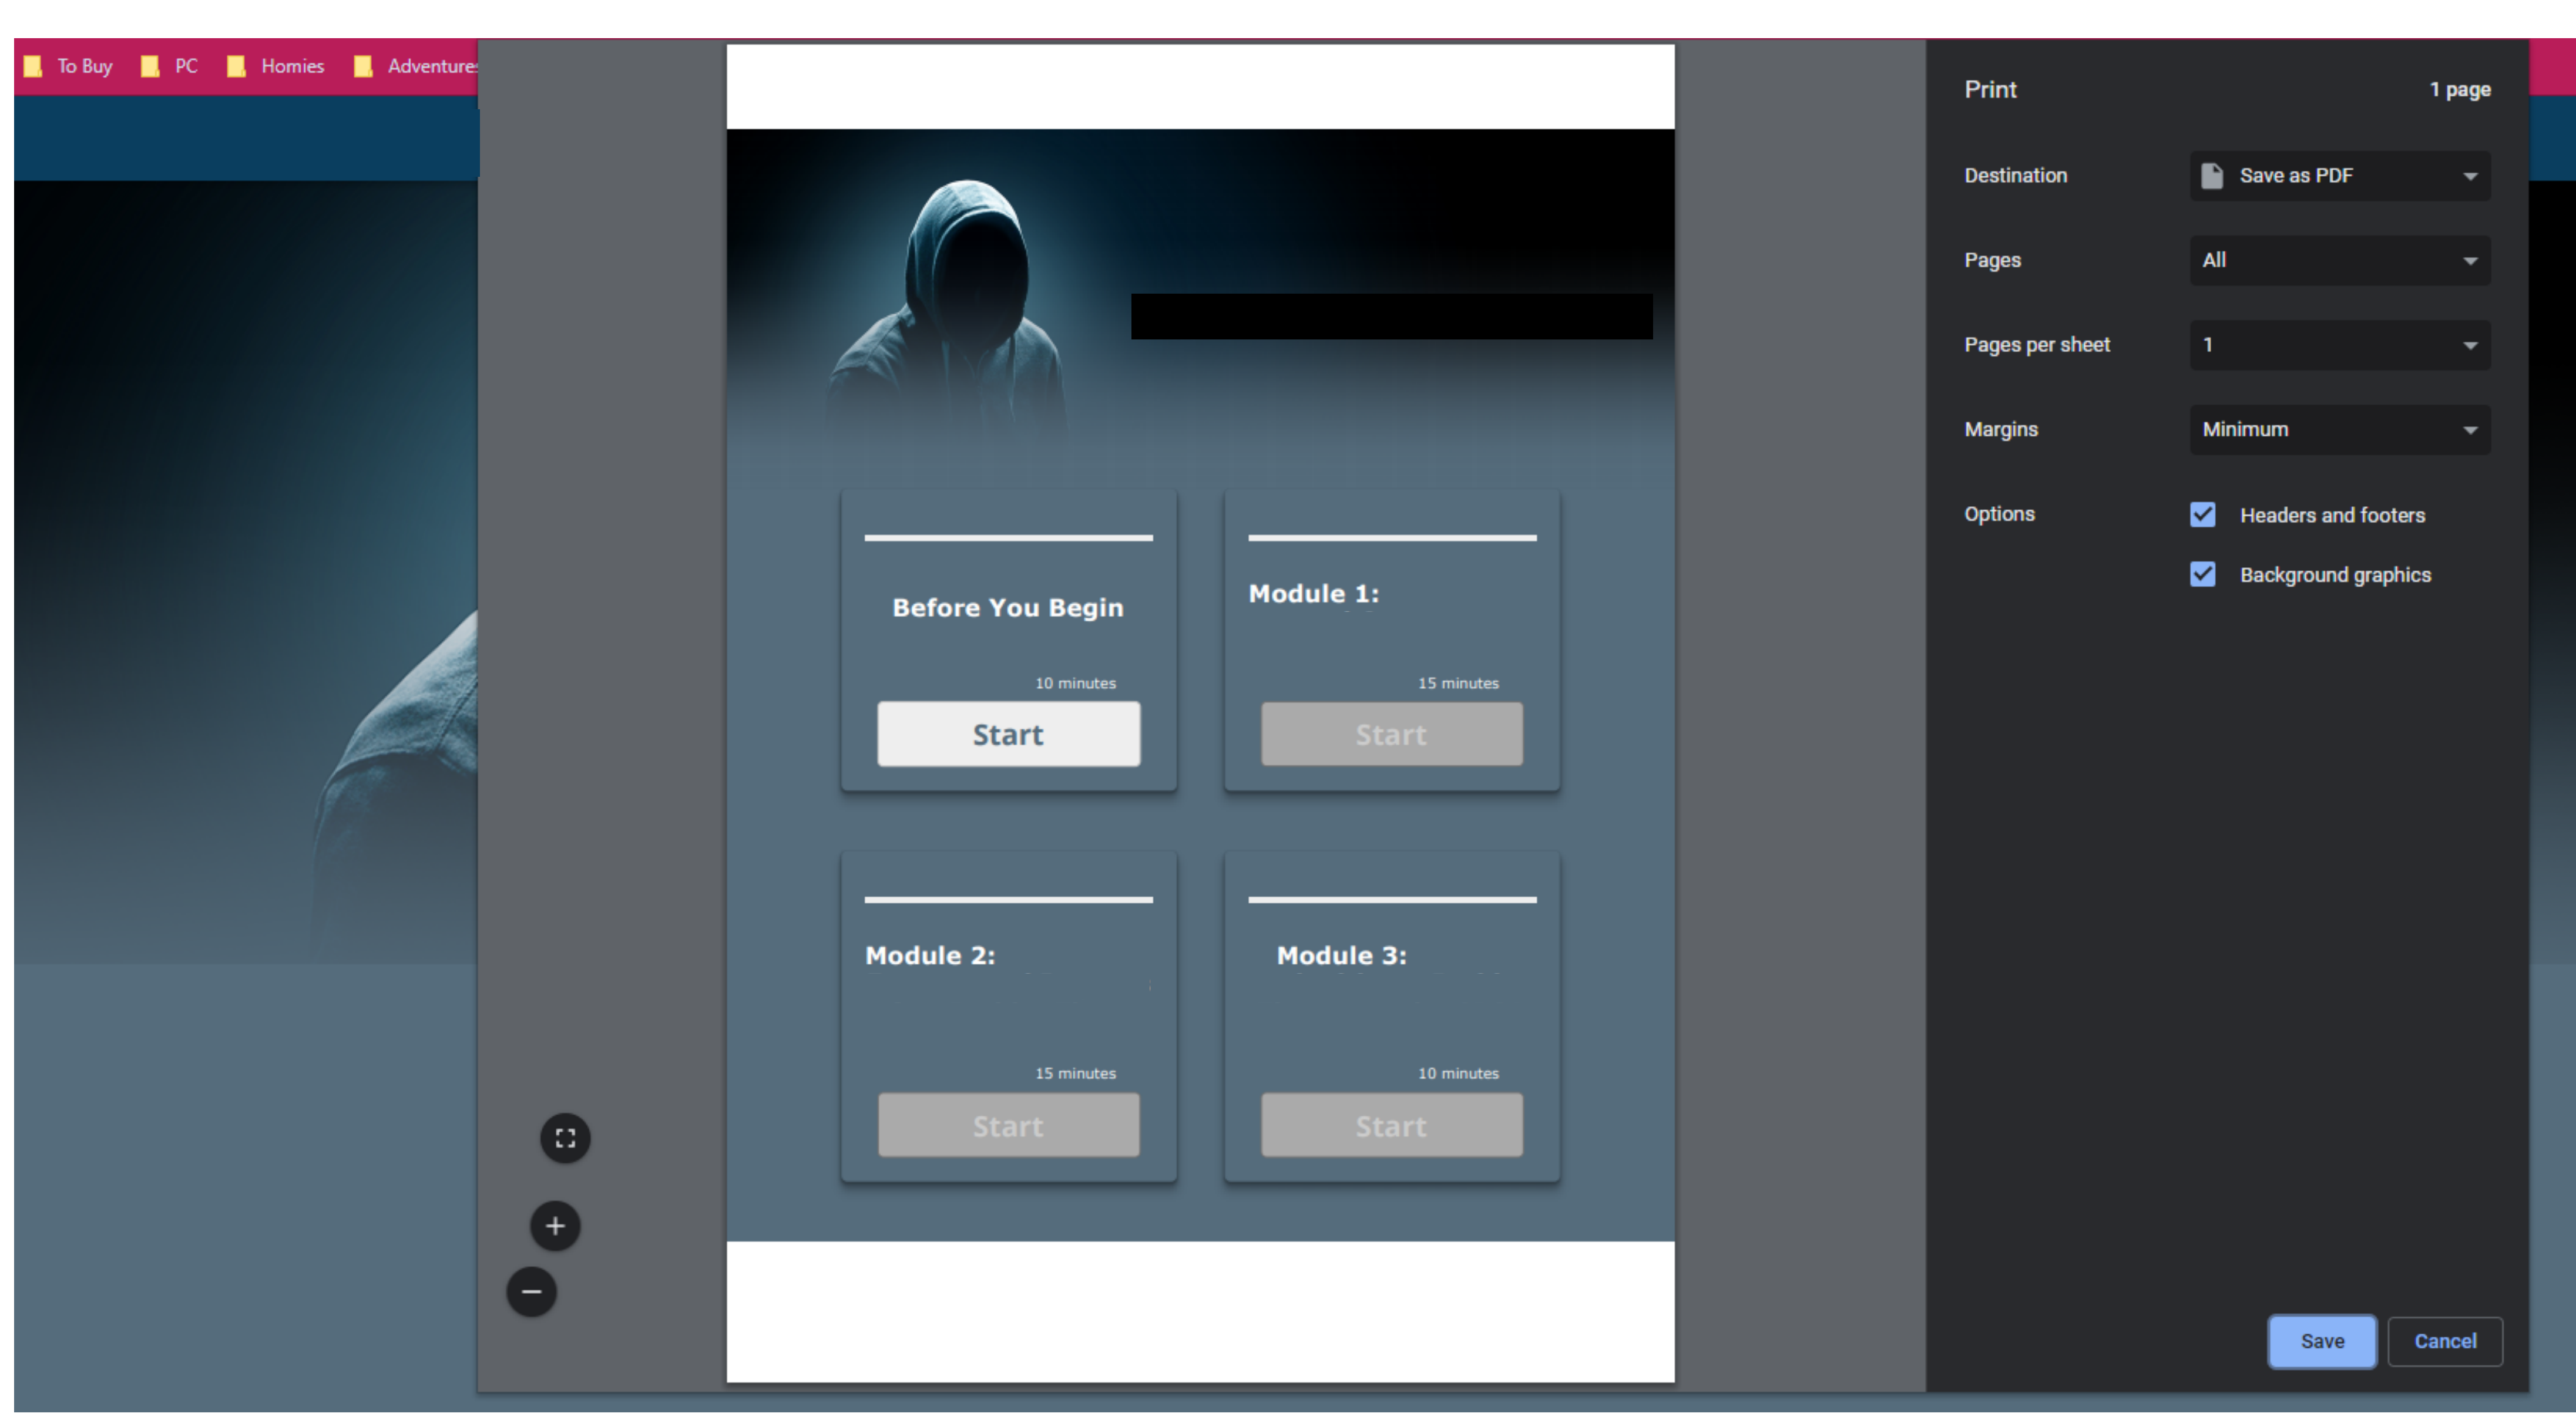 To Buy PC Homies Adventures
Print 1 page
Destination Save as PDF
Pages All
Pages per sheet 1
Margins Minimum
Options Headers and footers
Background graphics
Before You Begin
10 minutes
Start
Module 1:
15 minutes
Start
Module 2:
15 minutes
Start
Module 3:
10 minutes
Start
Save Cancel